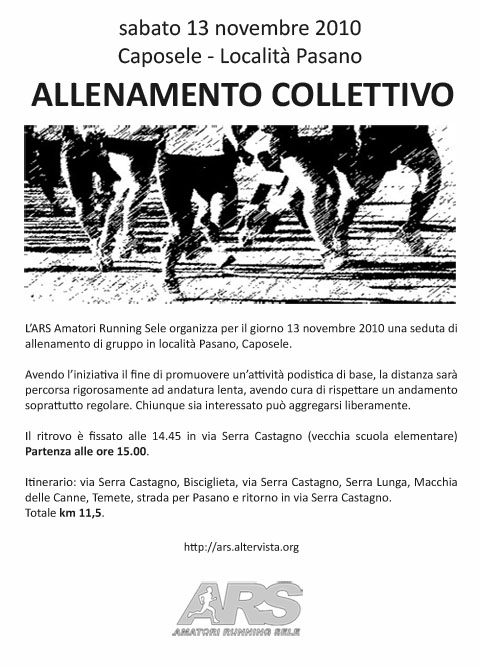 sabato 13 novembre 2010
Caposele - Località Pasano
ALLENAMENTO COLLETTIVO
L'ARS Amatori Running Sele organizza per il giorno 13 novembre 2010 una seduta di
allenamento di gruppo in località Pasano, Caposele.
Avendo l'iniziativa il fine di promuovere un'attività podistica di base, la distanza sarà
percorsa rigorosamente ad andatura lenta, avendo cura di rispettare un andamento
soprattutto regolare. Chiunque sia interessato può aggregarsi liberamente.
Il ritrovo è fissato alle 14.45 in via Serra Castagno (vecchia scuola elementare)
Partenza alle ore 15.00.
Itinerario: via Serra Castagno, Bisciglieta, via Serra Castagno, Serra Lunga, Macchia
delle Canne, Temete, strada per Pasano e ritorno in via Serra Castagno.
Totale km 11,5.
http://ars.altervista.org
ARS
AMATORI RUNNING SELE